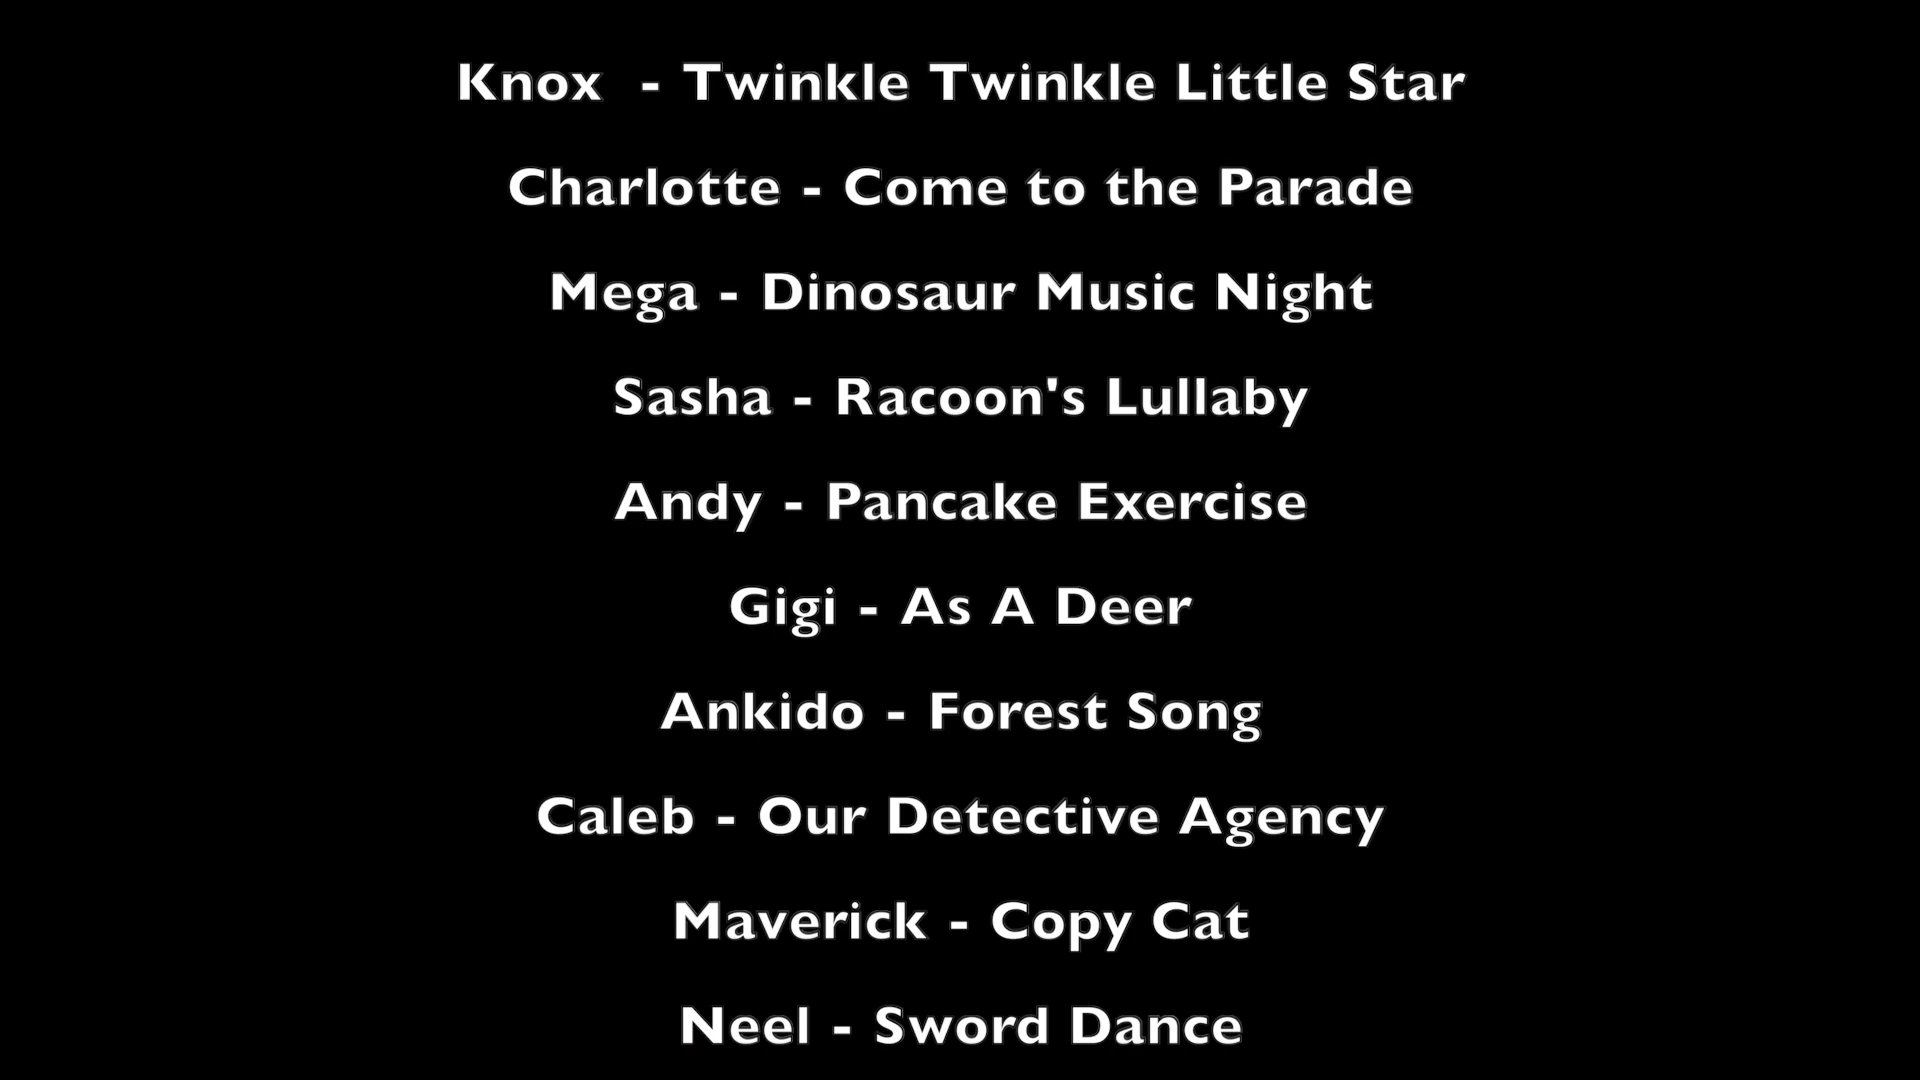 Knox  - Twinkle Twinkle Little Star
Charlotte - Come to the Parade
Mega - Dinosaur Music Night
Sasha - Racoon's Lullaby
Andy - Pancake Exercise
Gigi - As A Deer
Ankido - Forest Song
Caleb - Our Detective Agency
Maverick - Copy Cat
Neel - Sword Dance